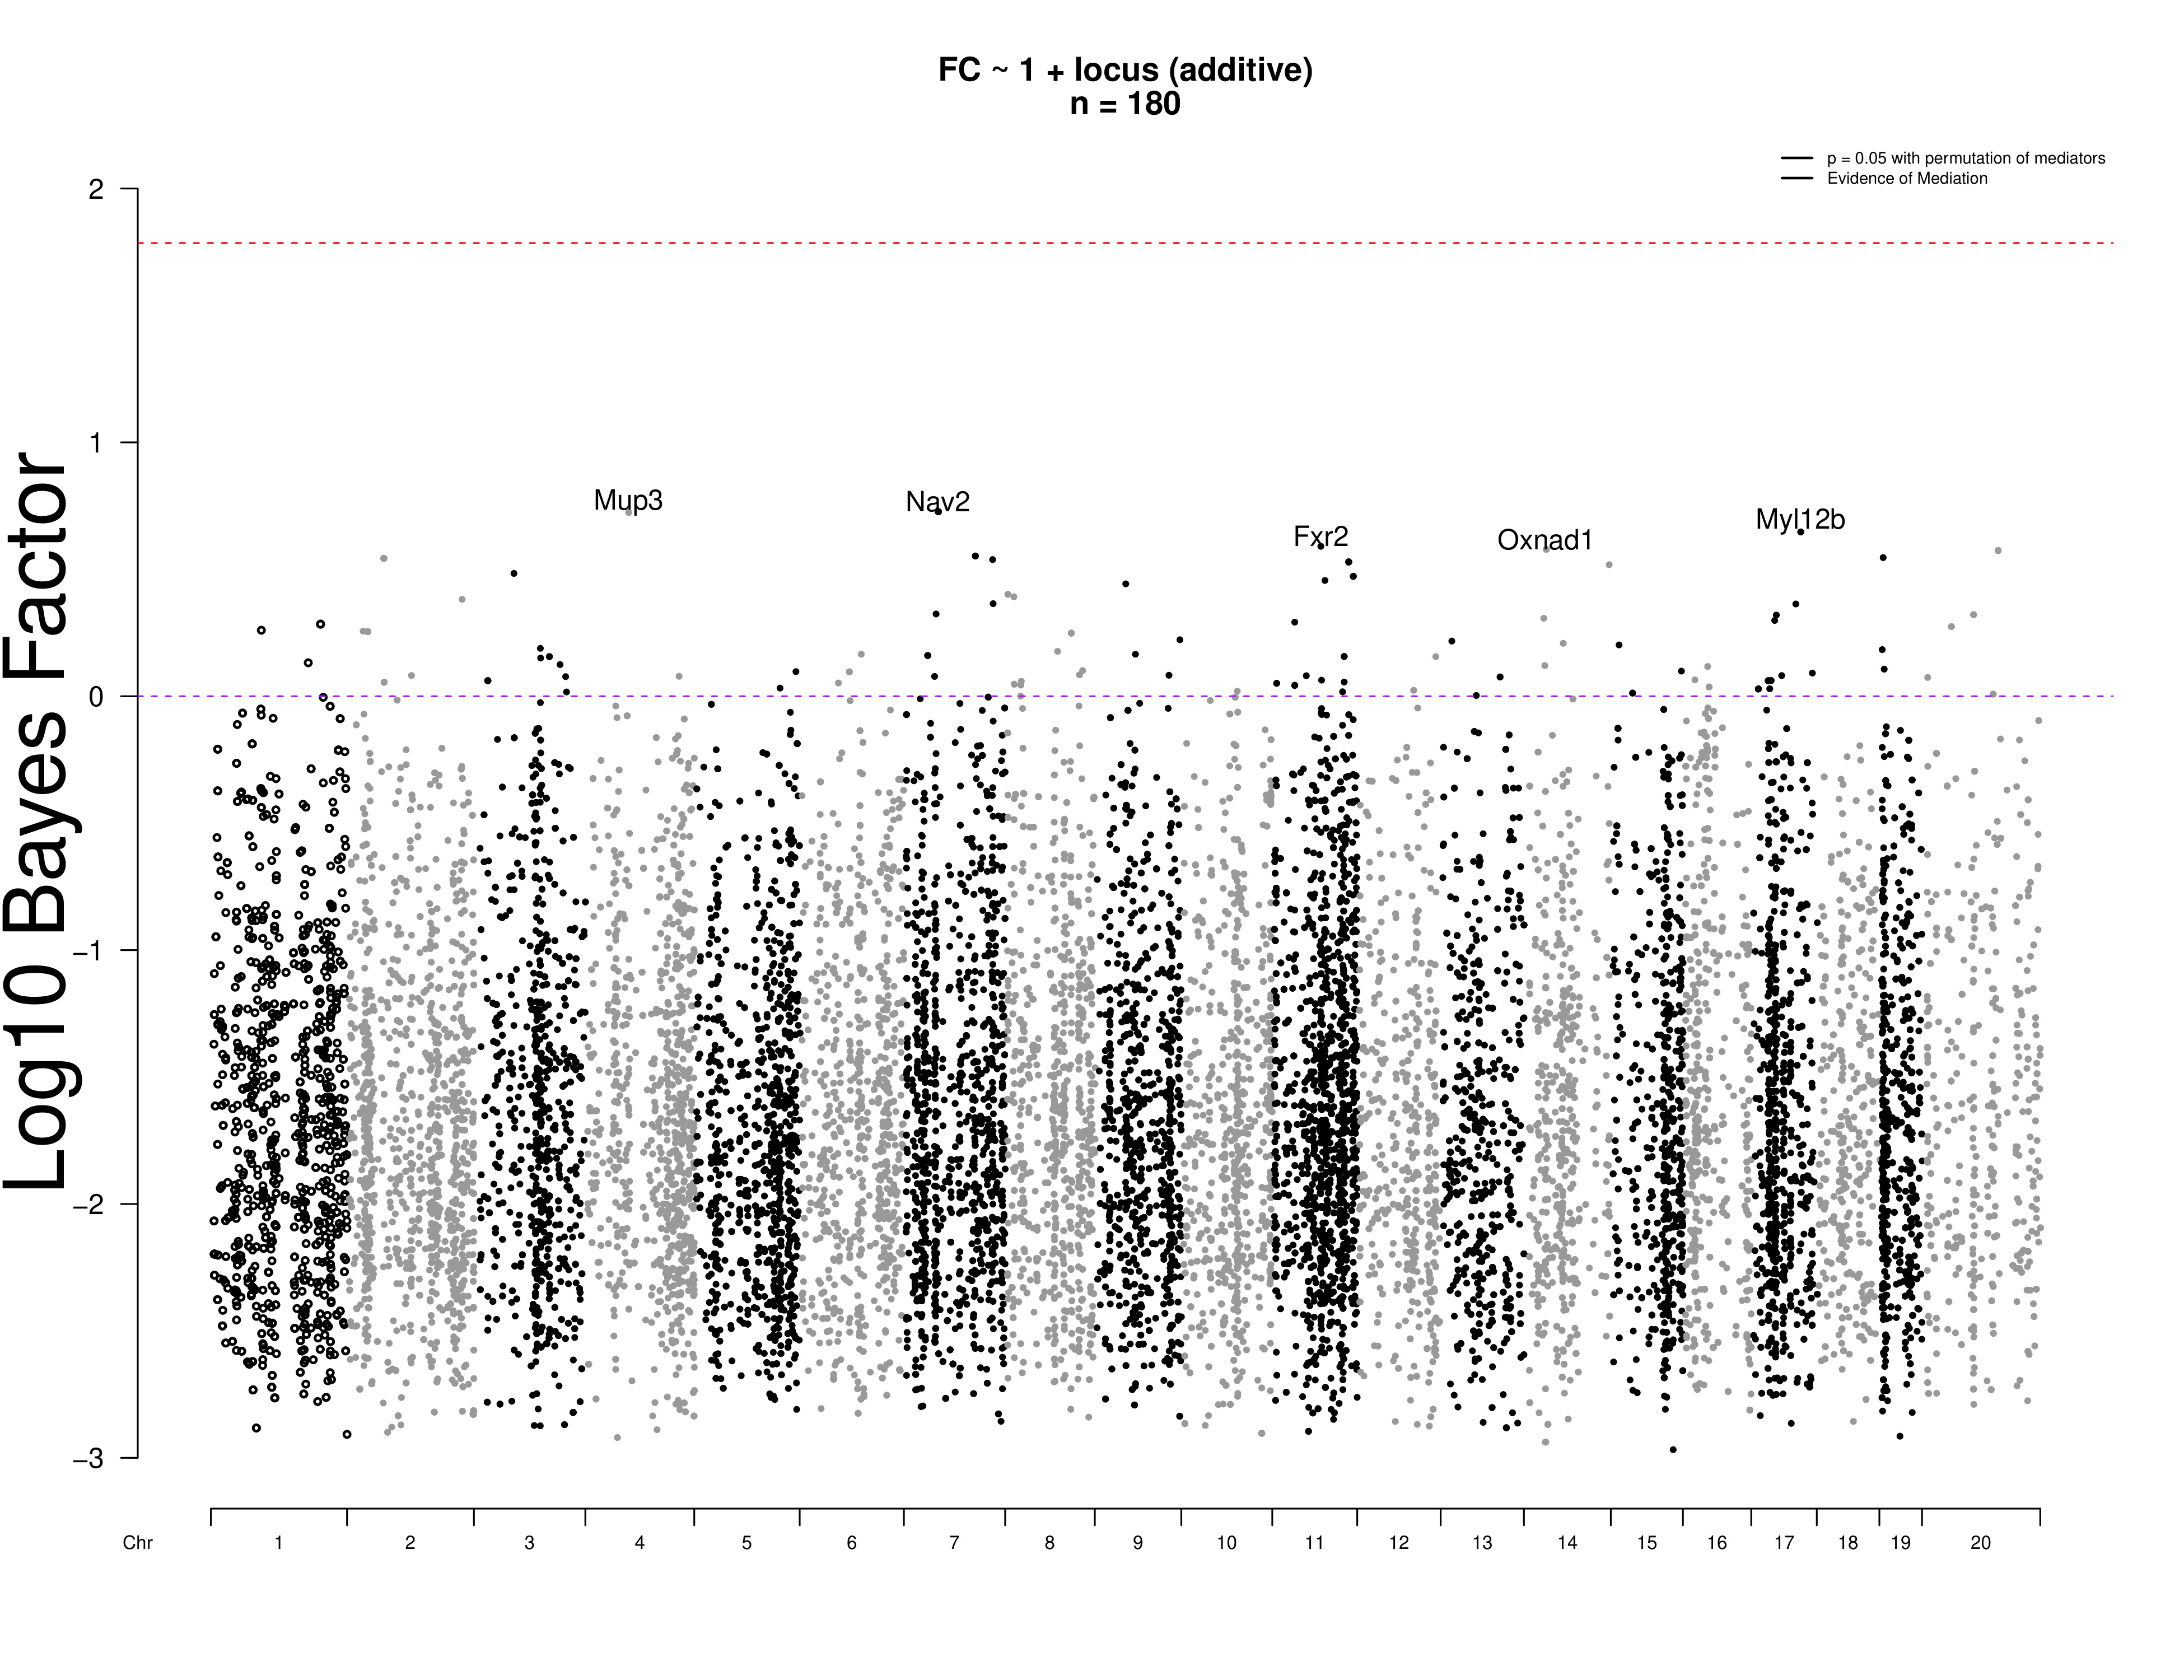 FC ~ 1 + locus (additive)
n = 180
p = 0.05 with permutation of mediators
Evidence of Mediation
Log10 Bayes Factor
2
1
0
−1
−2
−3
Mup3
Nav2
Fxr2
Oxnad1
Myl12b
Chr 1 2 3 4 5 6 7 8 9 10 11 12 13 14 15 16 17 18 19 20